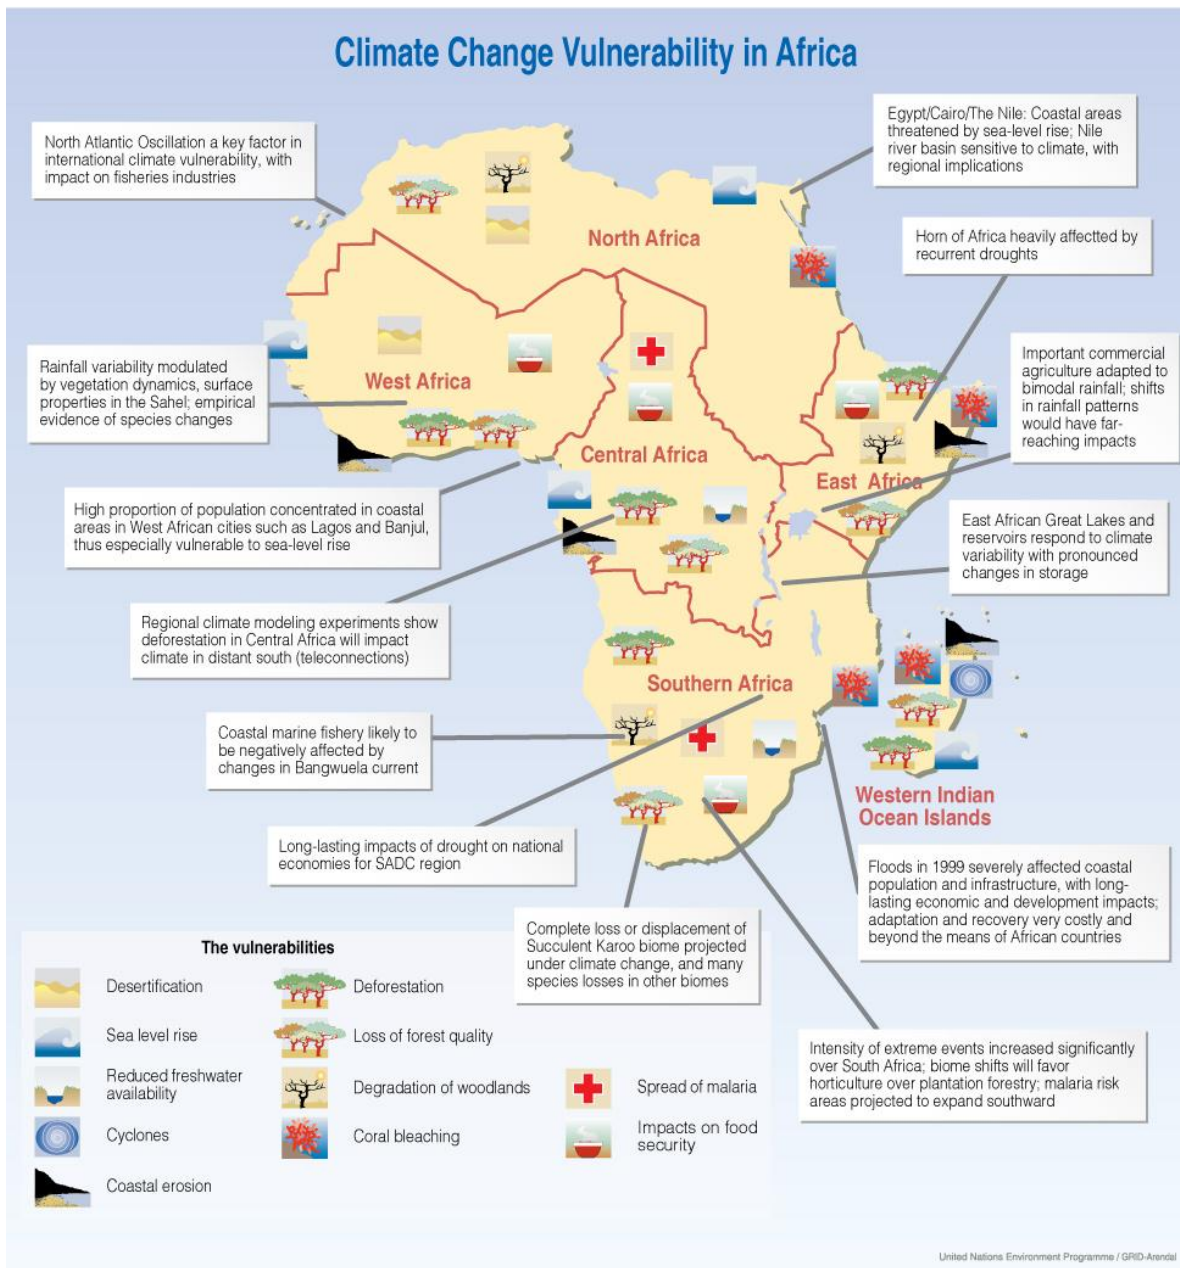 Climate Change Vulnerability in Africa
North Atlantic Oscillation a key factor in
international climate vulnerability, with
impact on fisheries industries
Egypt/Cairo/The Nile: Coastal areas
threatened by sea-level rise; Nile
river basin sensitive to climate, with
regional implications
North Africa
Horn of Africa heavily affectted by
recurrent droughts
Rainfall variability modulated
by vegetation dynamics, surface
properties in the Sahel; empirical
evidence of species changes
West Africa
Important commercial
agriculture adapted to
bimodal rainfall; shifts
in rainfall patterns
would have far-
reaching impacts
Central Africa
East Africa
High proportion of population concentrated in coastal
areas in West African cities such as Lagos and Banjul,
thus especially vulnerable to sea-level rise
East African Great Lakes and
reservoirs respond to climate
variability with pronounced
changes in storage
Regional climate modeling experiments show
deforestation in Central Africa will impact
climate in distant south (teleconnections)
Southern Africa
Coastal marine fishery likely to
be negatively affected by
changes in Bangwuela current
Western Indian
Ocean Islands
Long-lasting impacts of drought on national
economies for SADC region
Floods in 1999 severely affected coastal
population and infrastructure, with long-
lasting economic and development impacts;
adaptation and recovery very costly and
beyond the means of African countries
Complete loss or displacement of
Succulent Karoo biome projected
under climate change, and many
species losses in other biomes
Intensity of extreme events increased significantly
over South Africa; biome shifts will favor
horticulture over plantation forestry; malaria risk
areas projected to expand southward
The vulnerabilities
Desertification
Sea level rise
Reduced freshwater
availability
Cyclones
Coastal erosion
Deforestation
Loss of forest quality
Degradation of woodlands
Coral bleaching
Spread of malaria
Impacts on food
security
United Nations Environment Programme / GRID-Arendal